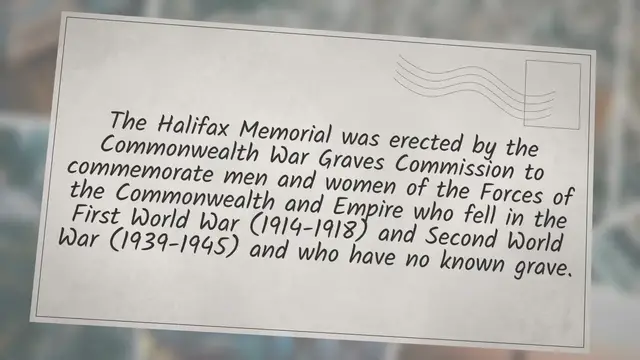 The Halifax Memorial was erected by the
Commonwealth War Graves Commission to
commemorate men and women of the Forces of
the Commonwealth and Empire who fell in the
First World War (1914-1918) and Second World
War (1939-1945) and who have no known grave.